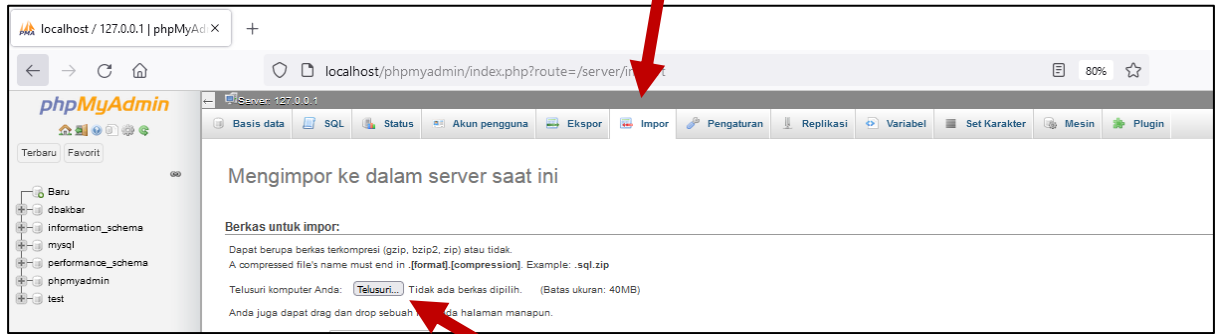 localhost / 127.0.0.1 | phpMyAd
localhost/phpmyadmin/index.php?route=/server/
80%
phpMyAdmin
Server: 127.0.0.1
Basis data SQL Status Akun pengguna Ekspor Impor Pengaturan Replikasi Variabel Set Karakter Mesin Plugin
Terbaru Favorit
Baru
dbakbar
information_schema
mysql
performance_schema
phpmyadmin
test
Mengimpor ke dalam server saat ini
Berkas untuk impor:
Dapat berupa berkas terkompresi (gzip, bzip2, zip) atau tidak.
A compressed file's name must end in .[format].[compression]. Example: .sql.zip
Telusuri komputer Anda: Telusuri... Tidak ada berkas dipilih. (Batas ukuran: 40MB)
Anda juga dapat drag dan drop sebuah halaman manapun.